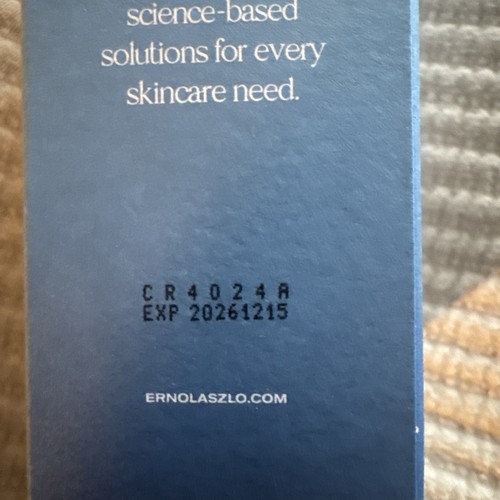 science-based
solutions for every
skincare need.
CR4024A
EXP 20261215
ERNOLASZLO.COM